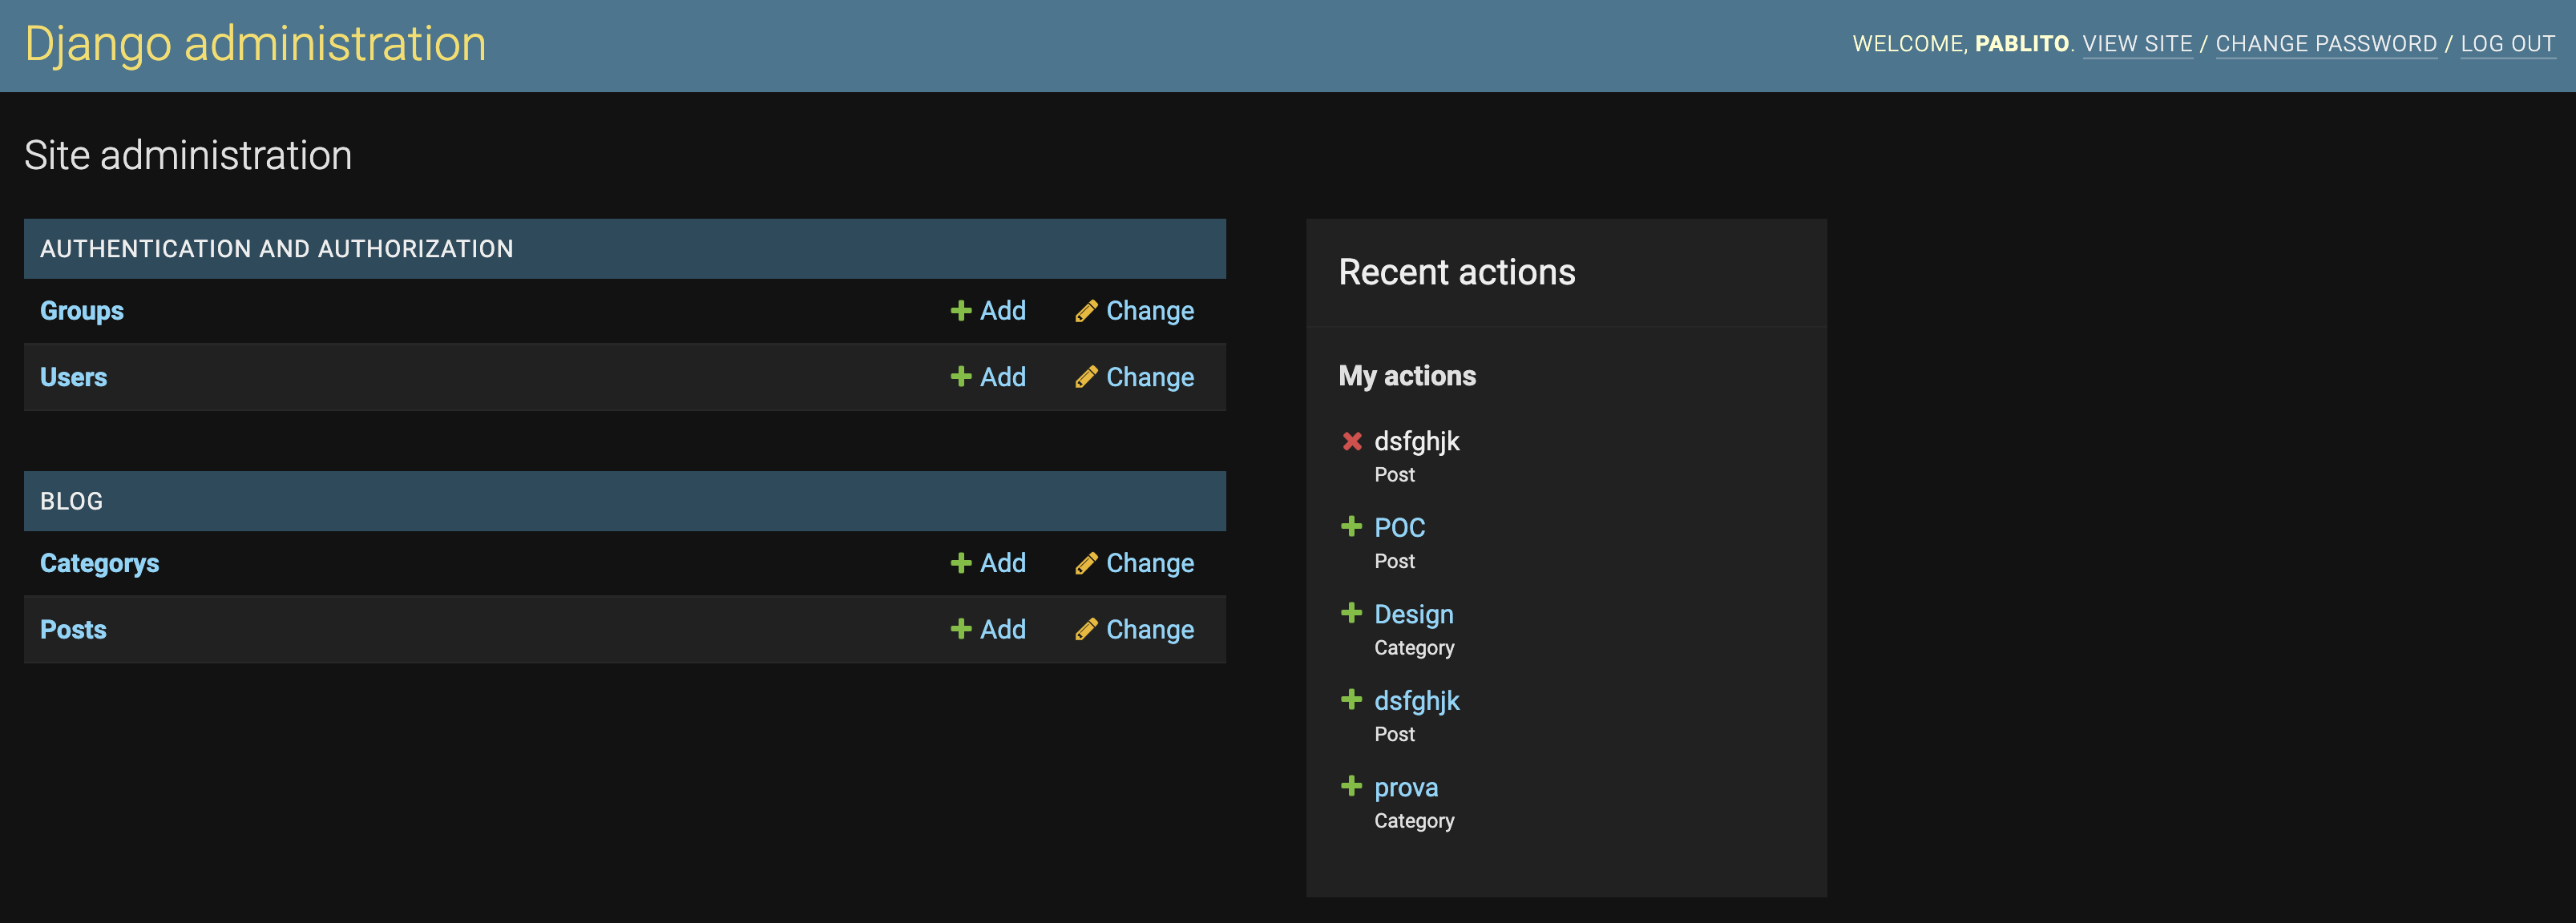 Django administration
WELCOME, PABLITO. VIEW SITE / CHANGE PASSWORD / LOG OUT
Site administration
AUTHENTICATION AND AUTHORIZATION
Groups Add Change
Users Add Change
BLOG
Categorys Add Change
Posts Add Change
Recent actions
My actions
dsfghjk
Post
POC
Post
Design
Category
dsfghjk
Post
prova
Category